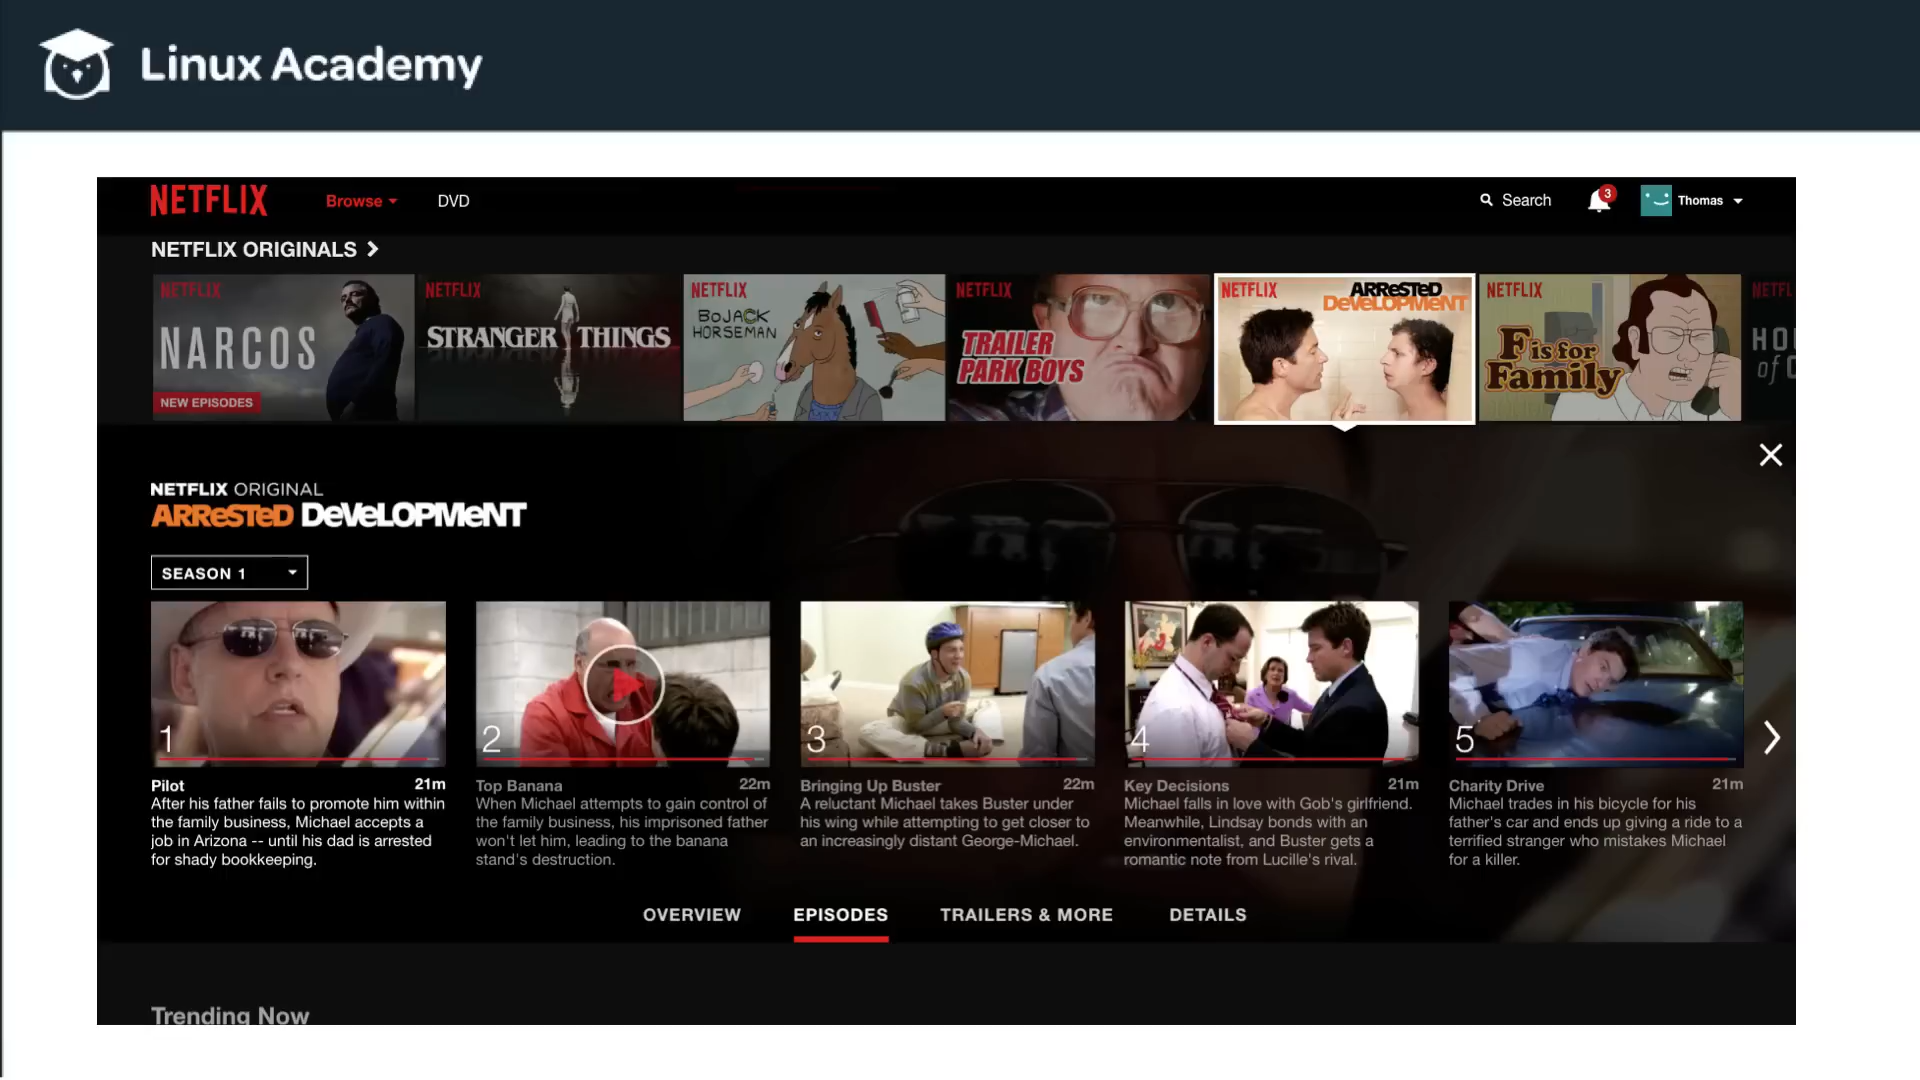 Linux Academy
NETFLIX
Browse
DVD
Search
3
Thomas
NETFLIX ORIGINALS
NETFLIX
NARCOS
NEW EPISODES
NETFLIX
STRANGER THINGS
NETFLIX
BoJACK
HORSEMAN
NETFLIX
TRAILER
PARK BOYS
NETFLIX
ARReSTeD
DeVeLOPMeNT
NETFLIX
F is for
Family
NETFL
HO
of C
NETFLIX ORIGINAL
ARReSTeD DeVeLOPMeNT
SEASON 1
1
2
3
4
5
Pilot 21m
After his father fails to promote him within
the family business, Michael accepts a
job in Arizona -- until his dad is arrested
for shady bookkeeping.
Top Banana 22m
When Michael attempts to gain control of
the family business, his imprisoned father
won't let him, leading to the banana
stand's destruction.
Bringing Up Buster 22m
A reluctant Michael takes Buster under
his wing while attempting to get closer to
an increasingly distant George-Michael.
Key Decisions 21m
Michael falls in love with Gob's girlfriend.
Meanwhile, Lindsay bonds with an
environmentalist, and Buster gets a
romantic note from Lucille's rival.
Charity Drive 21m
Michael trades in his bicycle for his
father's car and ends up giving a ride to a
terrified stranger who mistakes Michael
for a killer.
OVERVIEW
EPISODES
TRAILERS & MORE
DETAILS
Trending Now